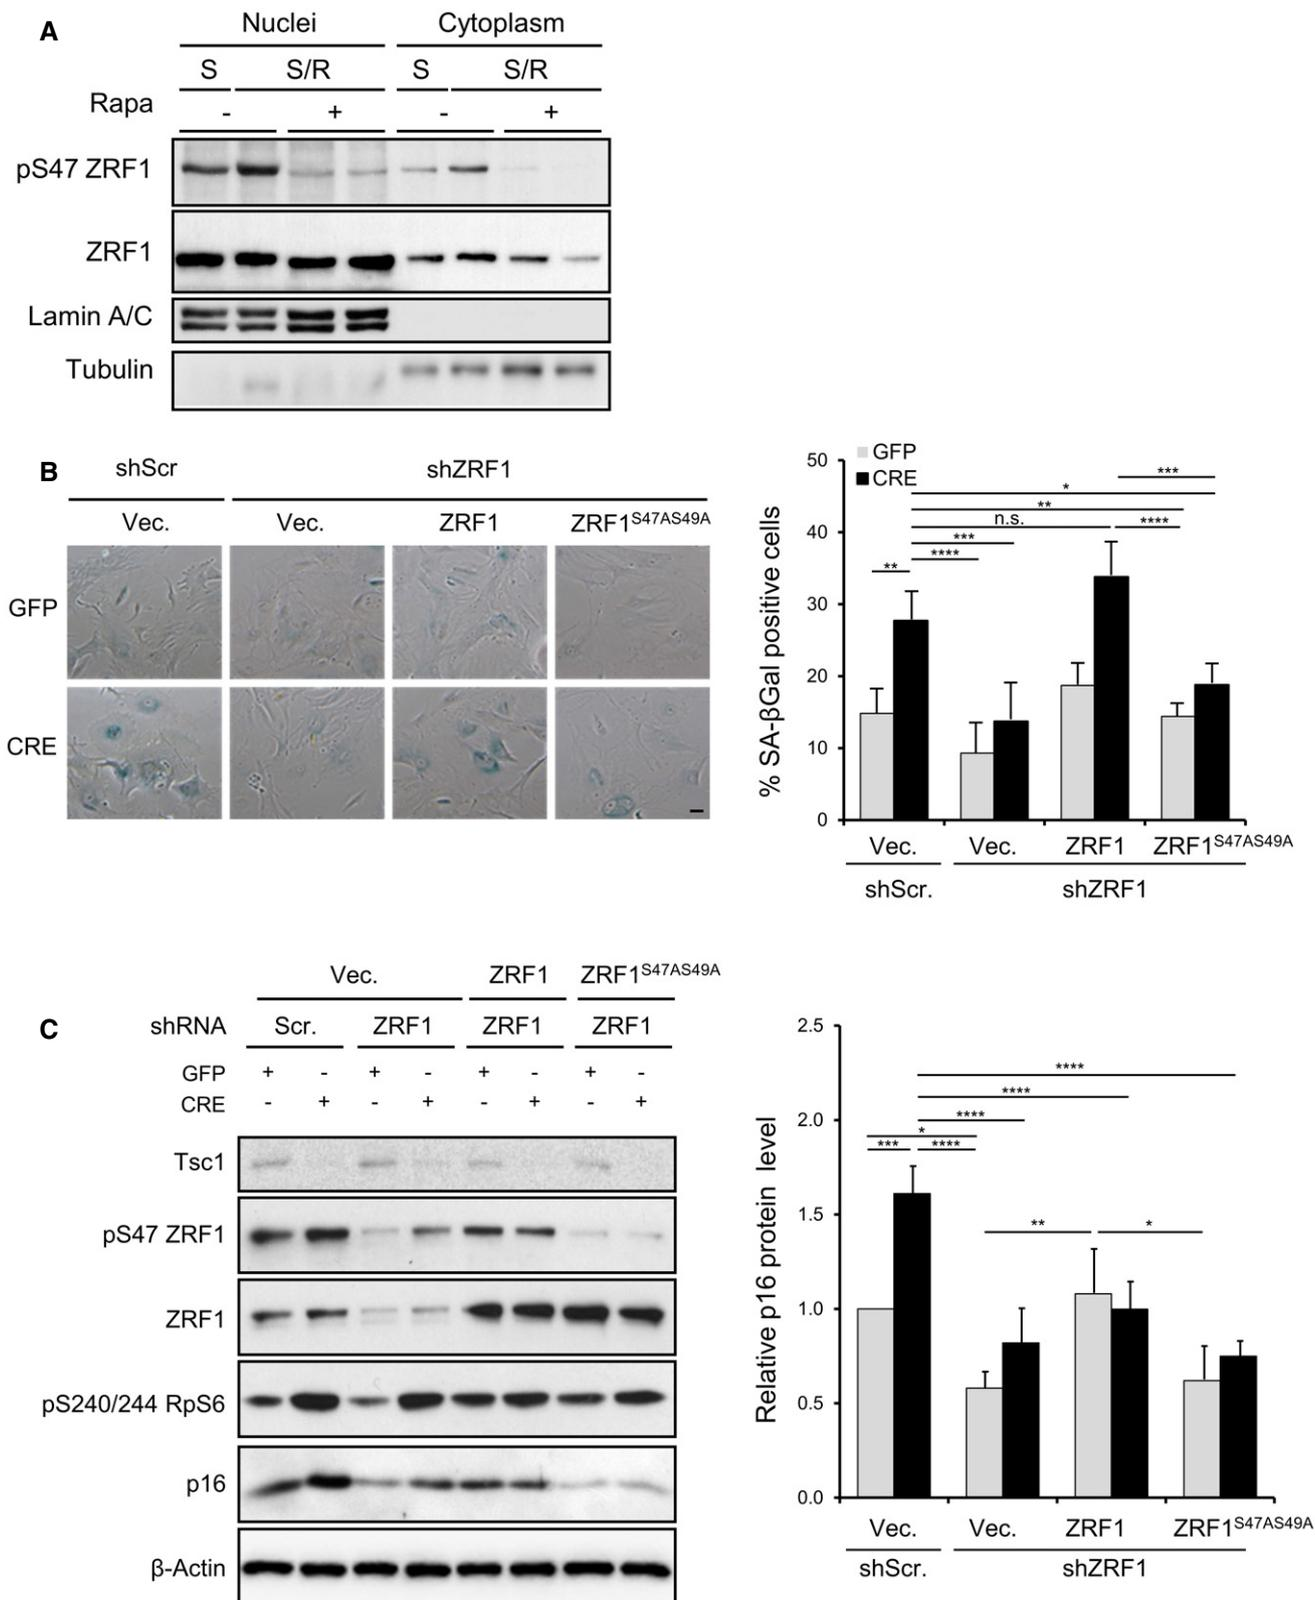 A
Nuclei Cytoplasm
S S/R S S/R
Rapa - + - +
pS47 ZRF1
ZRF1
Lamin A/C
Tubulin
B
shScr shZRF1
Vec. Vec. ZRF1 ZRF1S47AS49A
GFP
CRE
GFP
CRE
% SA-βGal positive cells
50
40
30
20
10
0
***
*
**
n.s. ****
***
****
**
Vec. Vec. ZRF1 ZRF1S47AS49A
shScr. shZRF1
C
Vec. ZRF1 ZRF1S47AS49A
shRNA Scr. ZRF1 ZRF1 ZRF1
GFP + - + - + - + -
CRE - + - + - + - +
Tsc1
pS47 ZRF1
ZRF1
pS240/244 RpS6
p16
β-Actin
Relative p16 protein level
2.5
2.0
1.5
1.0
0.5
0.0
****
****
****
*
*** ****
** *
Vec. Vec. ZRF1 ZRF1S47AS49A
shScr. shZRF1